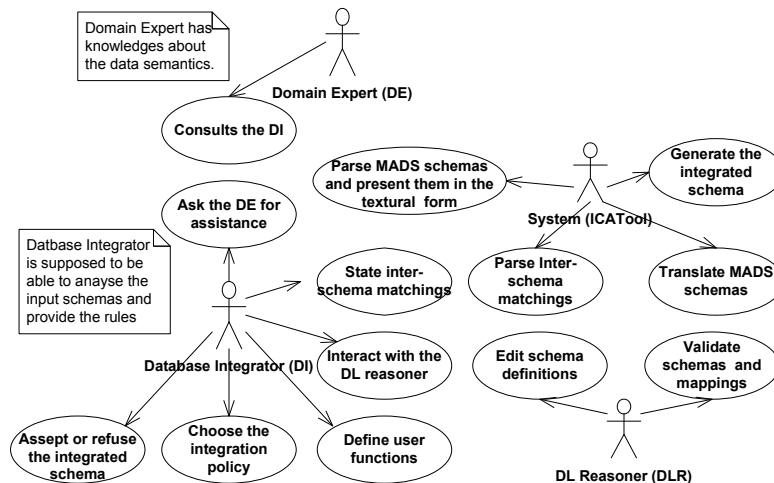 Domain Expert has
knowledges about
the data semantics.
Domain Expert (DE)
Consults the DI
Parse MADS schemas
and present them in the
textural form
Generate the
integrated
schema
System (ICATool)
Ask the DE for
assistance
Datbase Integrator
is supposed to be
able to anayse the
input schemas and
provide the rules
State inter-
schema matchings
Parse Inter-
schema
matchings
Translate MADS
schemas
Database Integrator (DI)
Interact with the
DL reasoner
Edit schema
definitions
Validate
schemas and
mappings
Assept or refuse
the integrated
schema
Choose the
integration
policy
Define user
functions
DL Reasoner (DLR)